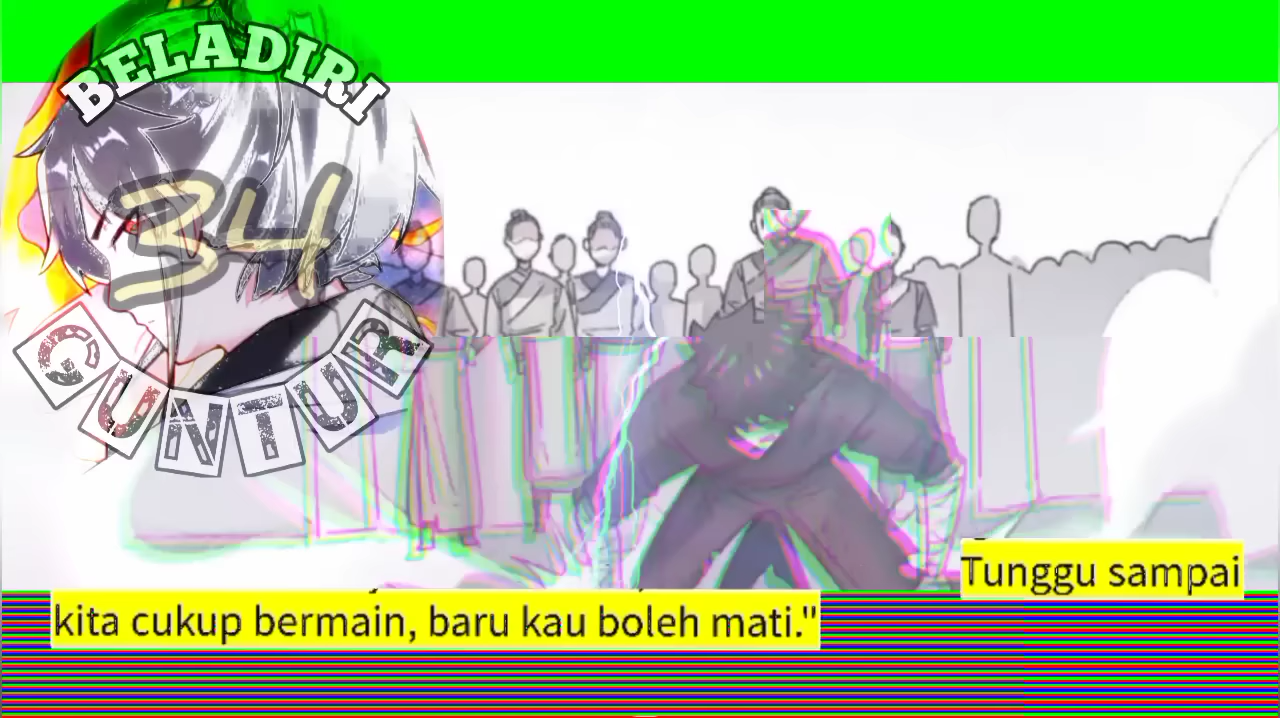 BELADIRI
34
GUNTUR
Tunggu sampai
kita cukup bermain, baru kau boleh mati."